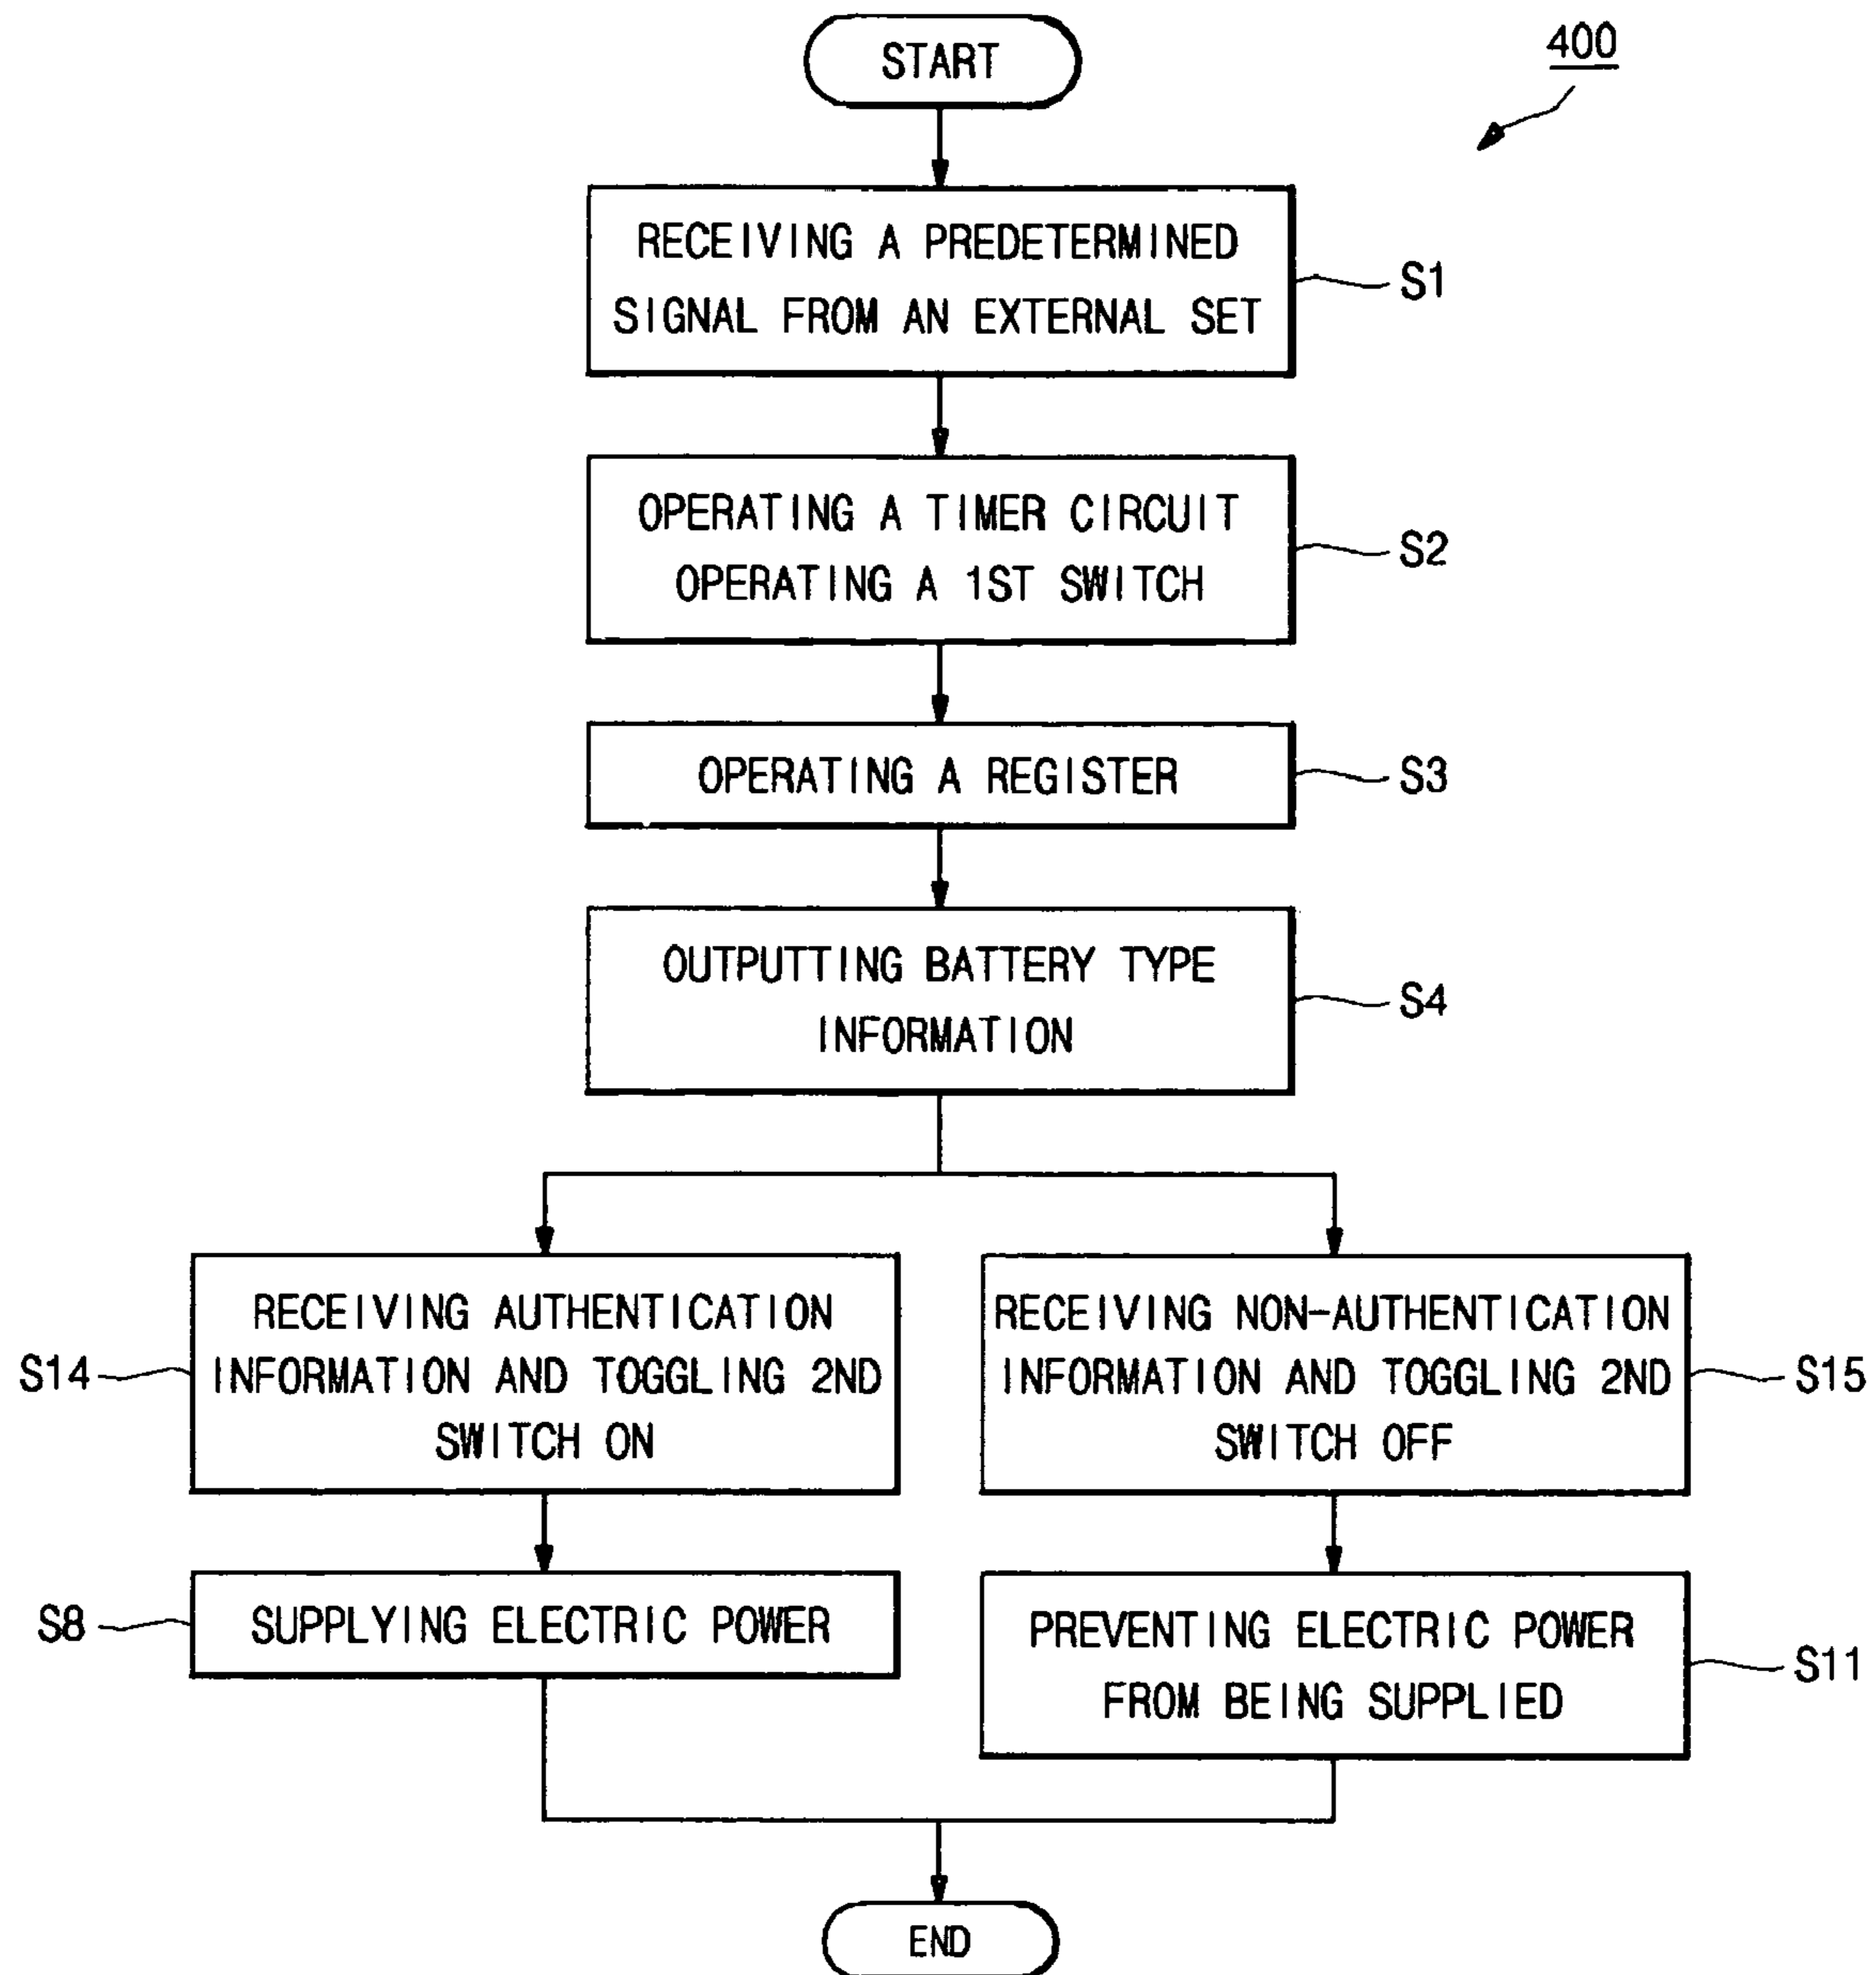 START
400
RECEIVING A PREDETERMINED
SIGNAL FROM AN EXTERNAL SET
S1
OPERATING A TIMER CIRCUIT
OPERATING A 1ST SWITCH
S2
OPERATING A REGISTER
S3
OUTPUTTING BATTERY TYPE
INFORMATION
S4
S14
RECEIVING AUTHENTICATION
INFORMATION AND TOGGLING 2ND
SWITCH ON
RECEIVING NON-AUTHENTICATION
INFORMATION AND TOGGLING 2ND
SWITCH OFF
S15
S8
SUPPLYING ELECTRIC POWER
PREVENTING ELECTRIC POWER
FROM BEING SUPPLIED
S11
END